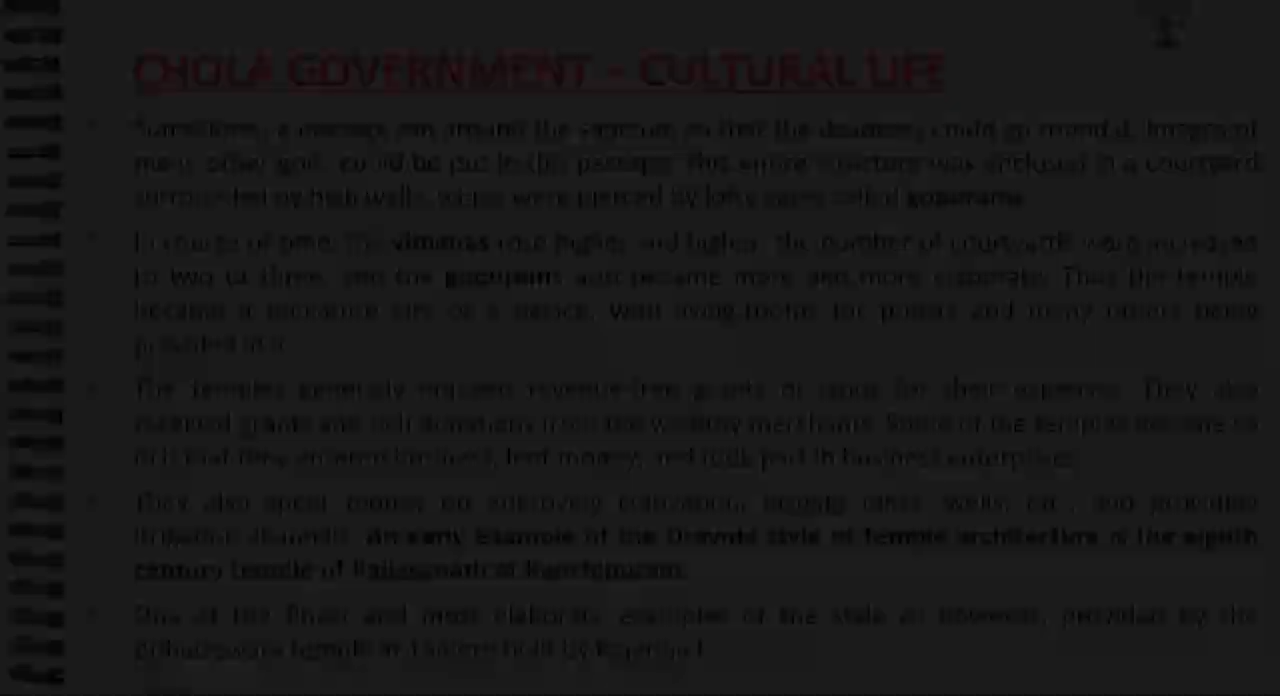 CHOLA GOVERNMENT - CULTURAL LIFE
Sometimes, a passage ran around the sanctum so that the devotees could go round it. Images of
many other gods could be put in this passage. This entire structure was enclosed in a courtyard
surrounded by high walls, which were pierced by lofty gates called gopurams.
In course of time, the vimanas rose higher and higher, the number of courtyards were increased
to two or three, and the gopurams also became more and more elaborate. Thus the temple
became a miniature city or a palace, with living rooms for priests and many others being
provided in it.
The temples generally enjoyed revenue-free grants of lands for their expenses. They also
received grants and rich donations from the wealthy merchants. Some of the temples became so
rich that they entered business, lent money, and took part in business enterprises.
They also spent money on improving cultivation, digging tanks, wells, etc., and providing
irrigation channels. An early Example of the Dravida style of temple architecture is the eighth
century temple of Kailasanath at Kanchipuram.
One of the finest and most elaborate examples of the style is, however, provided by the
Brihadiswara temple at Tanjore built by Rajaraja I